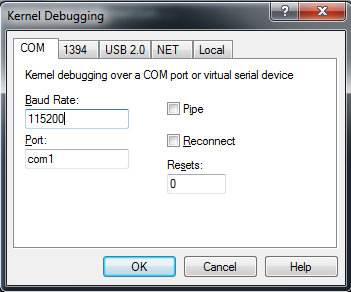 Kernel Debugging
COM 1394 USB 2.0 NET Local
Kernel debugging over a COM port or virtual serial device
Baud Rate:
115200
Pipe
Port:
com1
Reconnect
Resets:
0
OK Cancel Help